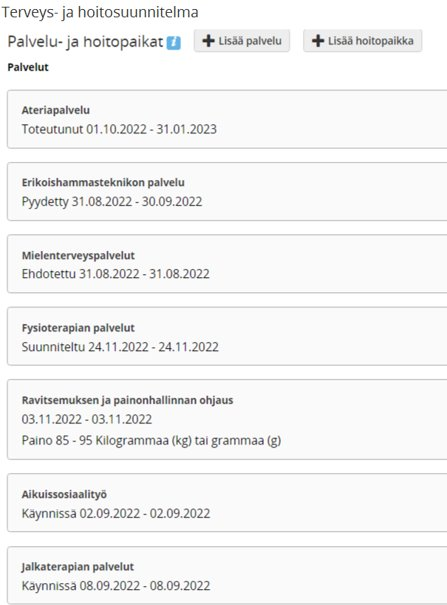 Terveys- ja hoitosuunnitelma
Palvelu- ja hoitopaikat i + Lisää palvelu + Lisää hoitopaikka
Palvelut
Ateriapalvelu
Toteutunut 01.10.2022 - 31.01.2023
Erikoishammasteknikon palvelu
Pyydetty 31.08.2022 - 30.09.2022
Mielenterveyspalvelut
Ehdotettu 31.08.2022 - 31.08.2022
Fysioterapian palvelut
Suunniteltu 24.11.2022 - 24.11.2022
Ravitsemuksen ja painonhallinnan ohjaus
03.11.2022 - 03.11.2022
Paino 85 - 95 Kilogrammaa (kg) tai grammaa (g)
Aikuissosiaalityö
Käynnissä 02.09.2022 - 02.09.2022
Jalkaterapian palvelut
Käynnissä 08.09.2022 - 08.09.2022